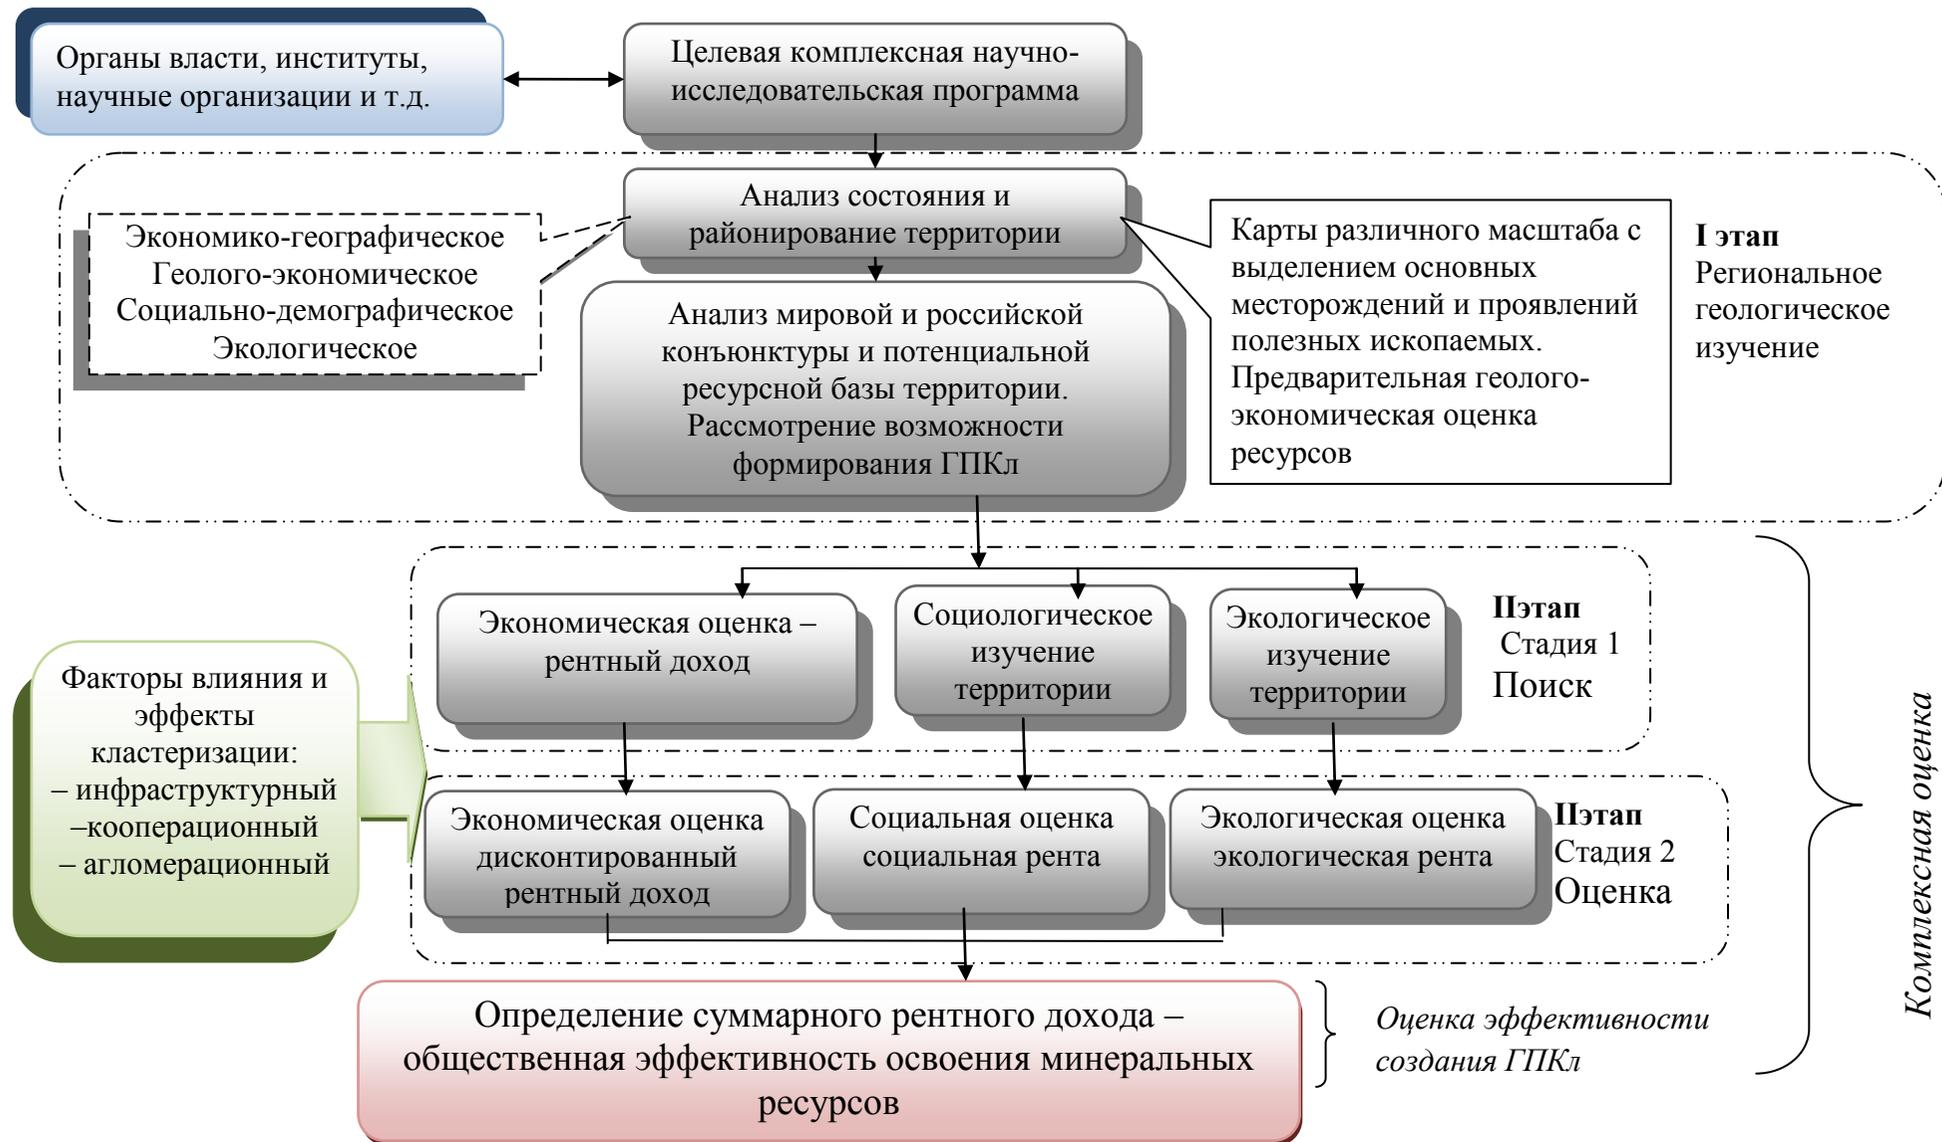 Органы власти, институты,
научные организации и т.д.
Целевая комплексная научно-
исследовательская программа
Анализ состояния и
районирование территории
Экономико-географическое
Геолого-экономическое
Социально-демографическое
Экологическое
Карты различного масштаба с
выделением основных
месторождений и проявлений
полезных ископаемых.
Предварительная геолого-
экономическая оценка
ресурсов
I этап
Региональное
геологическое
изучение
Анализ мировой и российской
конъюнктуры и потенциальной
ресурсной базы территории.
Рассмотрение возможности
формирования ГПКл
Экономическая оценка –
рентный доход
Социологическое
изучение
территории
Экологическое
изучение
территории
IIэтап
Стадия 1
Поиск
Факторы влияния и
эффекты
кластеризации:
– инфраструктурный
–кооперационный
– агломерационный
Экономическая оценка
дисконтированный
рентный доход
Социальная оценка
социальная рента
Экологическая оценка
экологическая рента
IIэтап
Стадия 2
Оценка
Комплексная оценка
Определение суммарного рентного дохода –
общественная эффективность освоения минеральных
ресурсов
Оценка эффективности
создания ГПКл